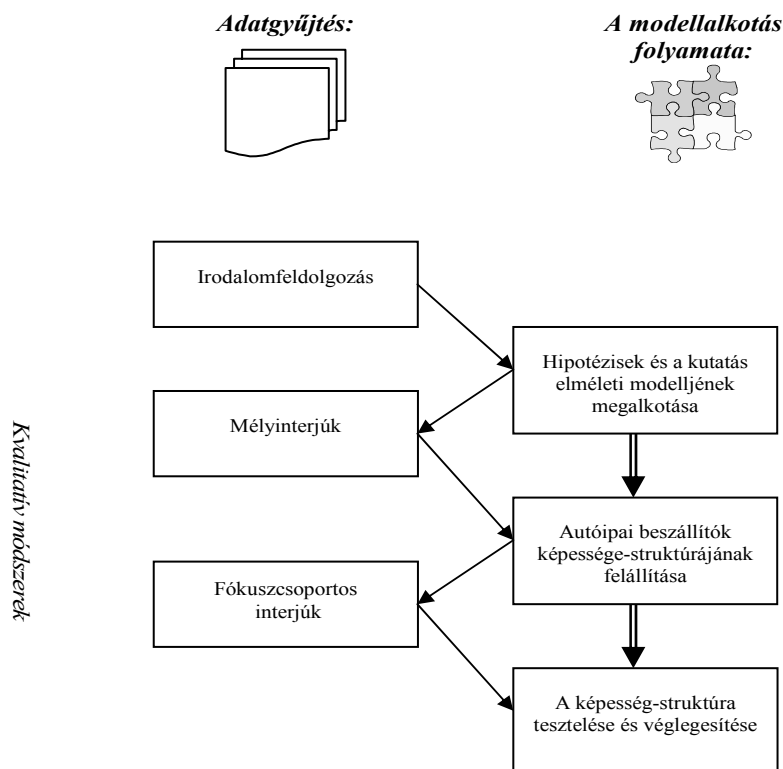 Adatgyűjtés:
A modellalkotás
folyamata:
Irodalomfeldolgozás
Hipotézisek és a kutatás
elméleti modelljének
megalkotása
Mélyinterjúk
Kvalitatív módszerek
Autóipai beszállítók
képessége-struktúrájának
felállítása
Fókuszcsoportos
interjúk
A képesség-struktúra
tesztelése és véglegesítése